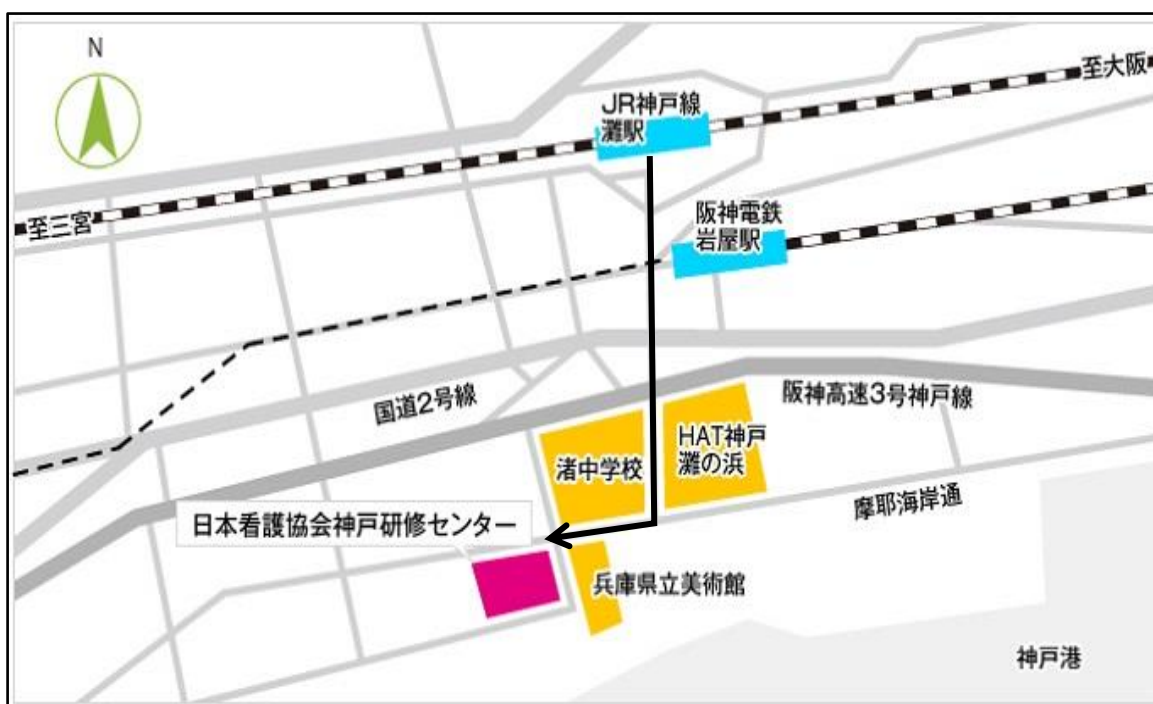 N
至大阪
JR神戸線
灘駅
至三宮
阪神電鉄
岩屋駅
国道2号線
阪神高速3号神戸線
HAT神戸
灘の浜
渚中学校
摩耶海岸通
日本看護協会神戸研修センター
兵庫県立美術館
神戸港